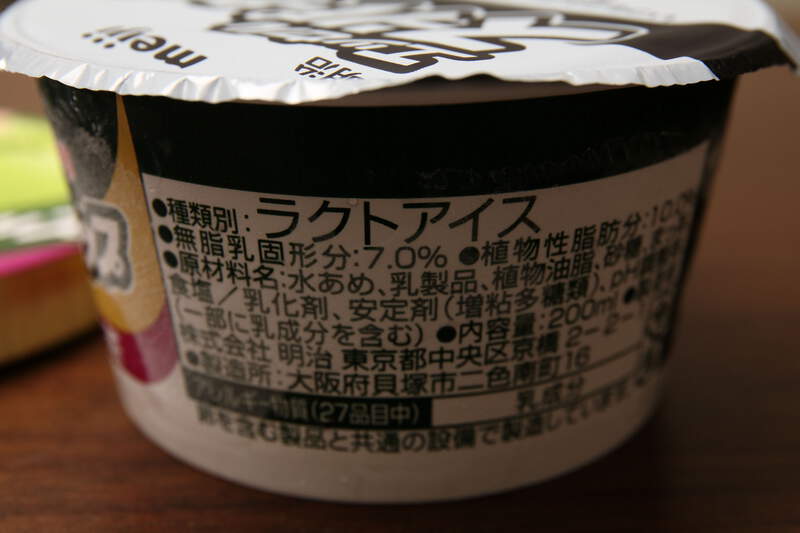 meiji
明治
●種類別:ラクトアイス
●無脂乳固形分:7.0% ●植物性脂肪分:10.0%
●原材料名:水あめ、乳製品、植物油脂、砂糖、
食塩/乳化剤、安定剤(増粘多糖類)、pH
(一部に乳成分を含む) ●内容量:200ml ●
株式会社 明治 東京都中央区京橋2-2-1
●製造所:大阪府貝塚市二色南町16
アレルギー物質(27品目中) 乳成分
卵を含む製品と共通の設備で製造しています